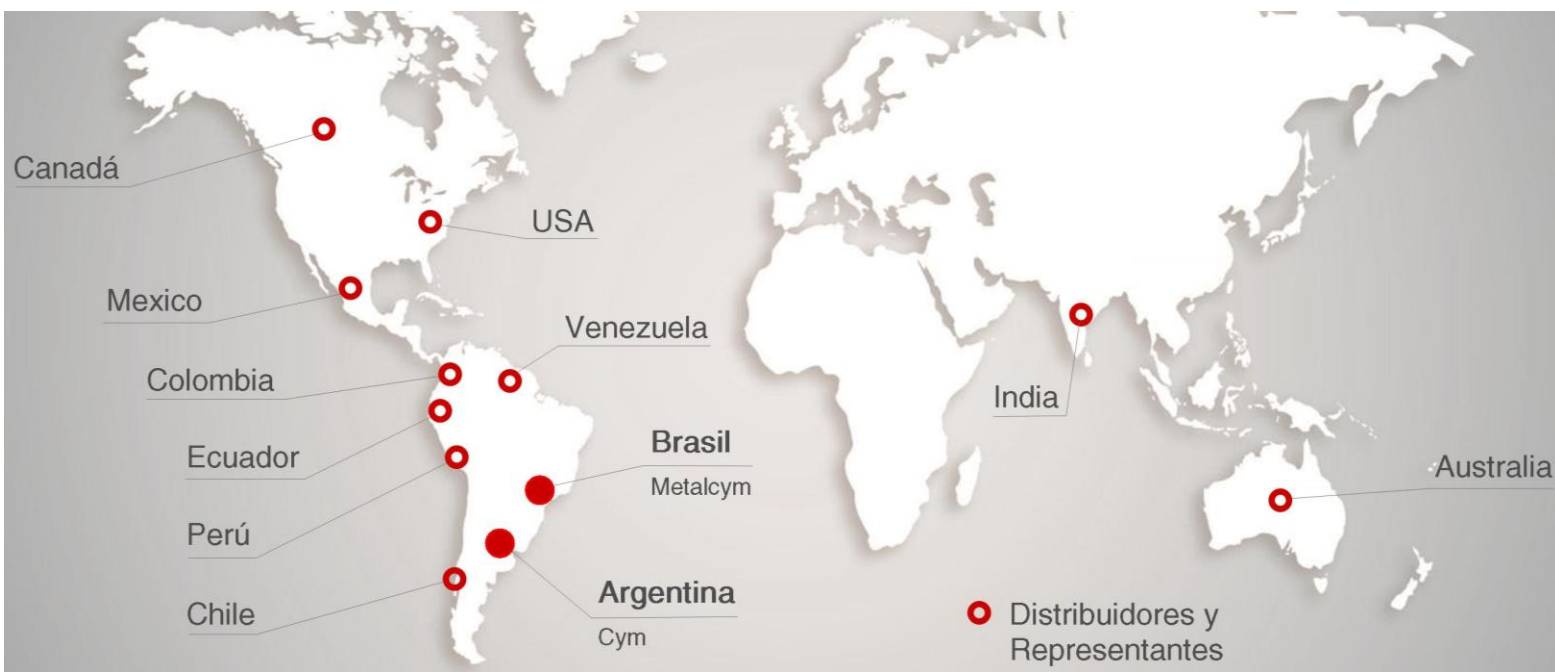 Canadá
USA
Mexico
Venezuela
Colombia
India
Ecuador
Brasil
Metalcym
Australia
Perú
Argentina
Cym
Chile
Distribuidores y
Representantes